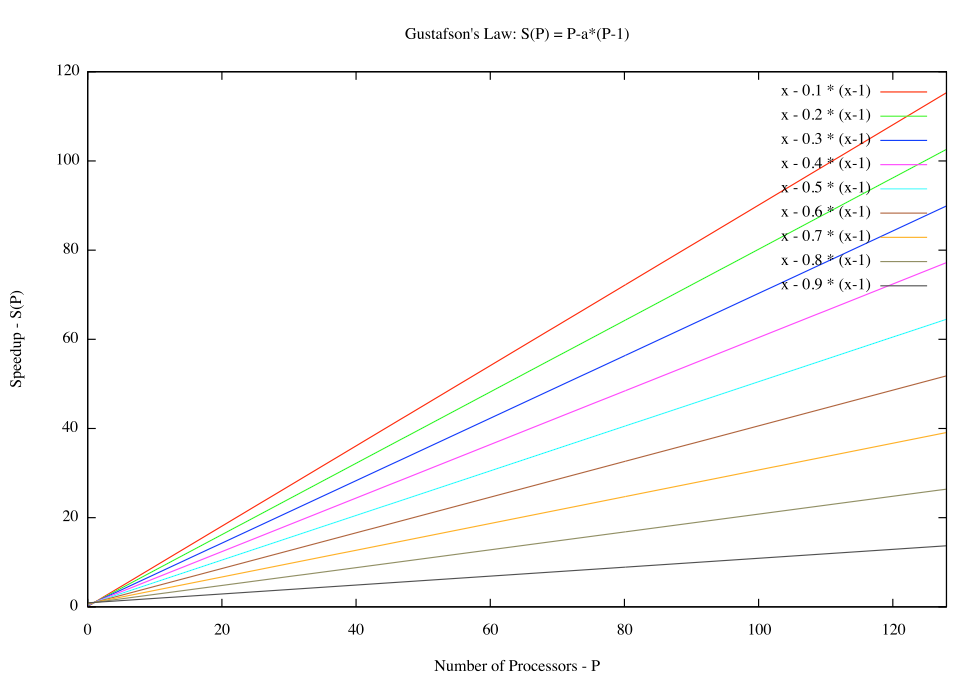 Gustafson's Law: S(P) = P-a*(P-1)
120
100
80
60
40
20
0
Speedup - S(P)
x - 0.1 * (x-1)
x - 0.2 * (x-1)
x - 0.3 * (x-1)
x - 0.4 * (x-1)
x - 0.5 * (x-1)
x - 0.6 * (x-1)
x - 0.7 * (x-1)
x - 0.8 * (x-1)
x - 0.9 * (x-1)
0 20 40 60 80 100 120
Number of Processors - P